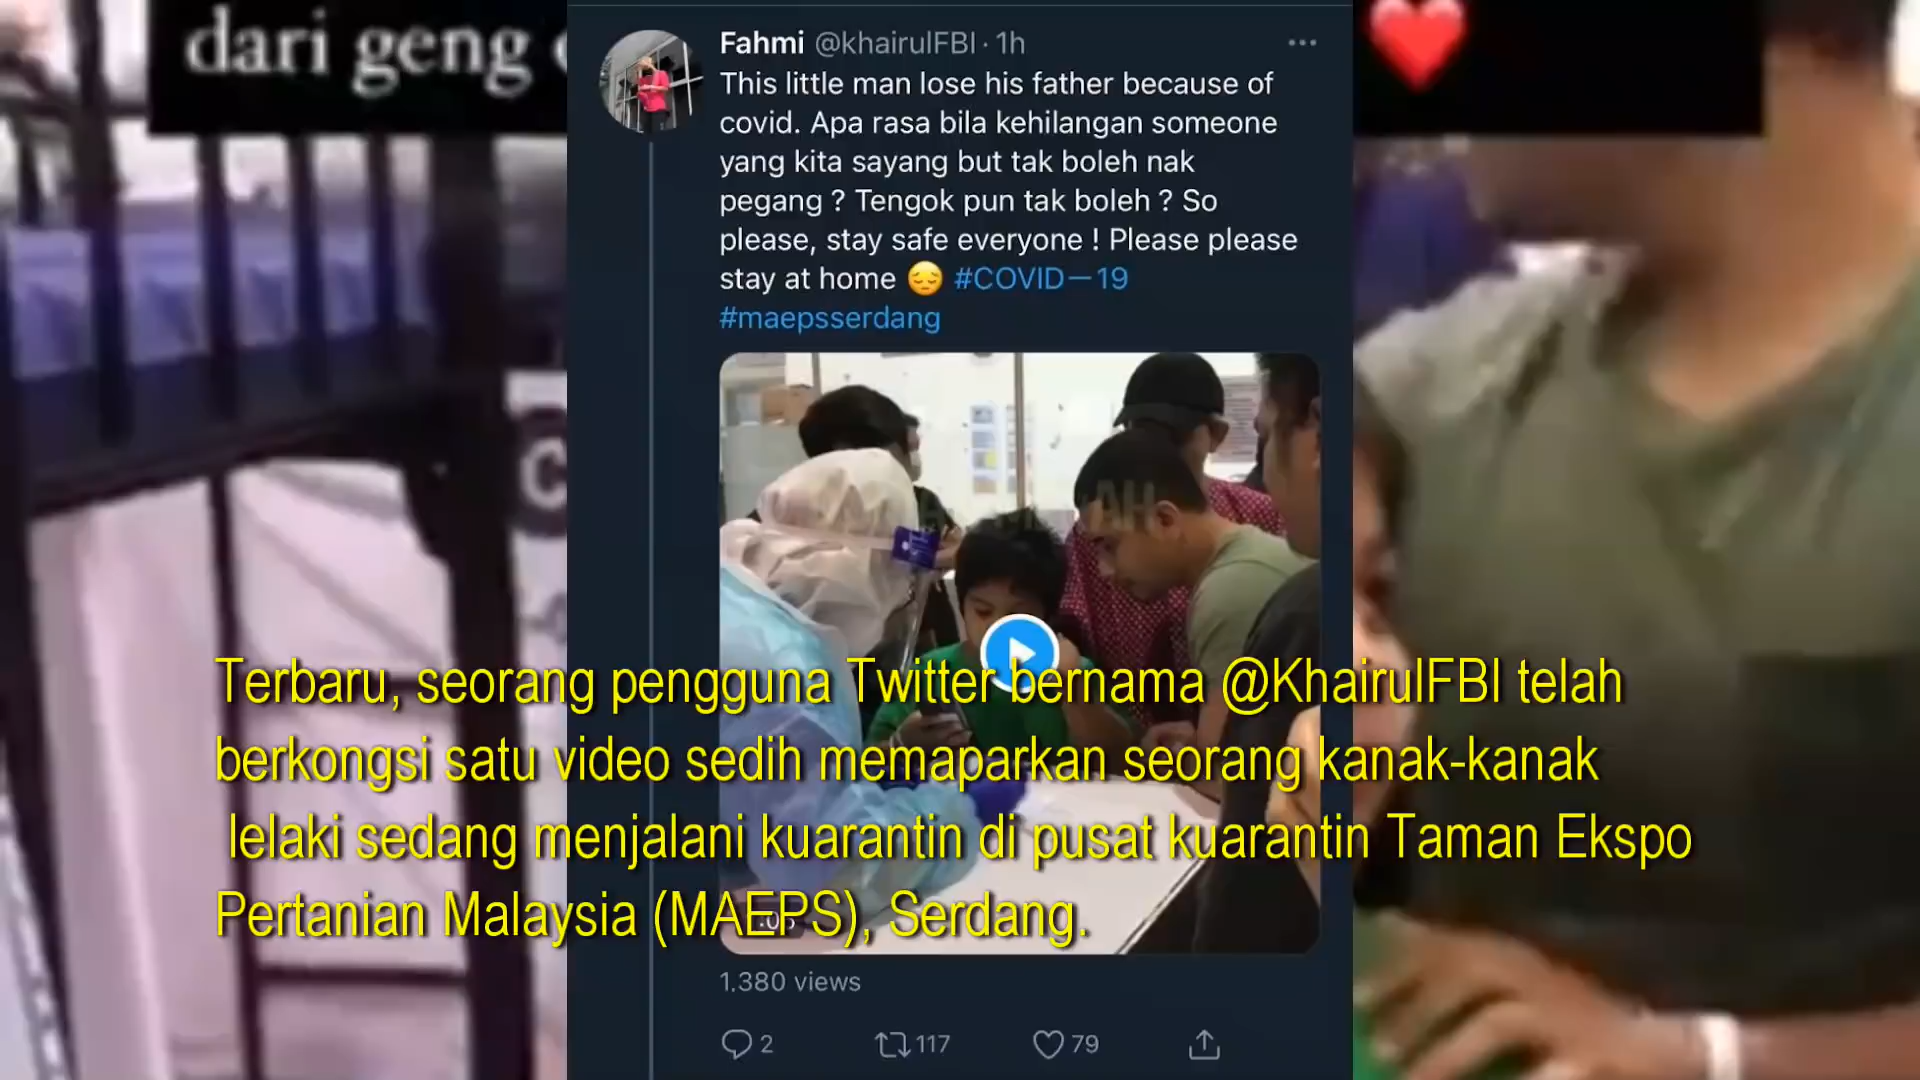 dari geng
Fahmi @khairulFBI · 1h
This little man lose his father because of
covid. Apa rasa bila kehilangan someone
yang kita sayang but tak boleh nak
pegang ? Tengok pun tak boleh ? So
please, stay safe everyone ! Please please
stay at home 😔 #COVID—19
#maepsserdang
Terbaru, seorang pengguna Twitter bernama @KhairulFBI telah
berkongsi satu video sedih memaparkan seorang kanak-kanak
lelaki sedang menjalani kuarantin di pusat kuarantin Taman Ekspo
Pertanian Malaysia (MAEPS), Serdang.
1.380 views
2 117 79